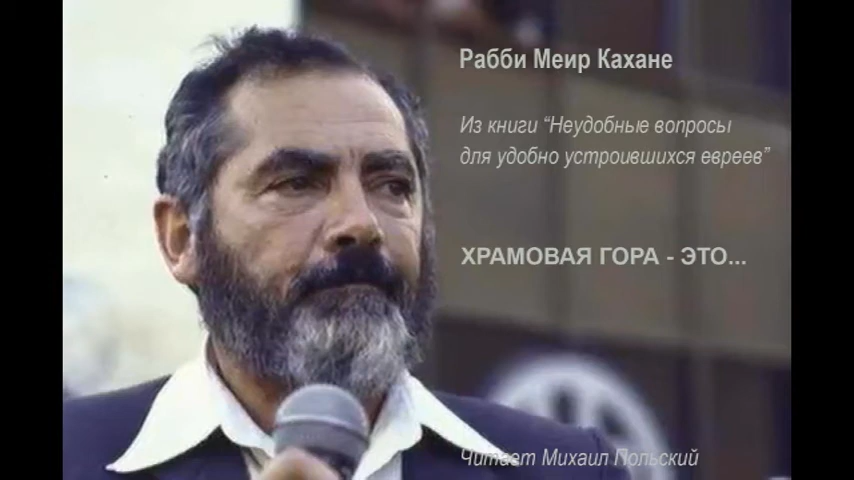 Рабби Меир Кахане
Из книги “Неудобные вопросы
для удобно устроившихся евреев”
ХРАМОВАЯ ГОРА - ЭТО...
Читает Михаил Польский